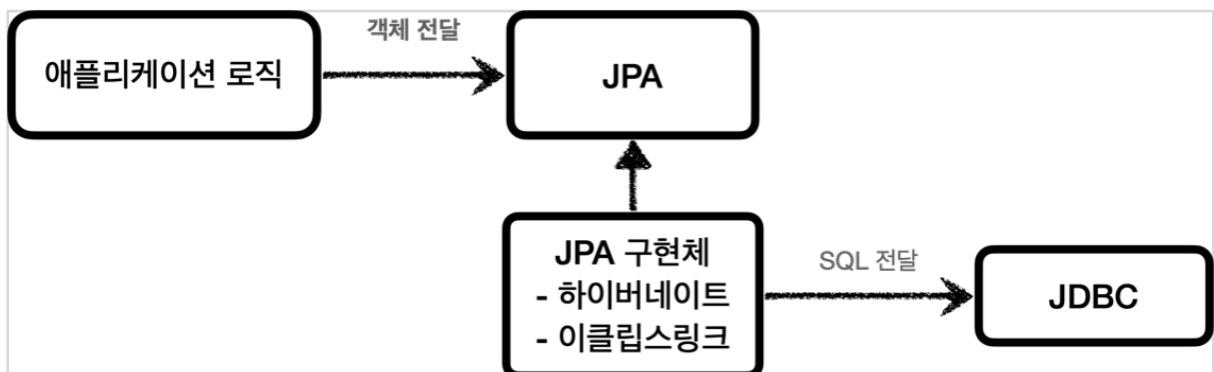 객체 전달
애플리케이션 로직
JPA
JPA 구현체
- 하이버네이트
- 이클립스링크
SQL 전달
JDBC